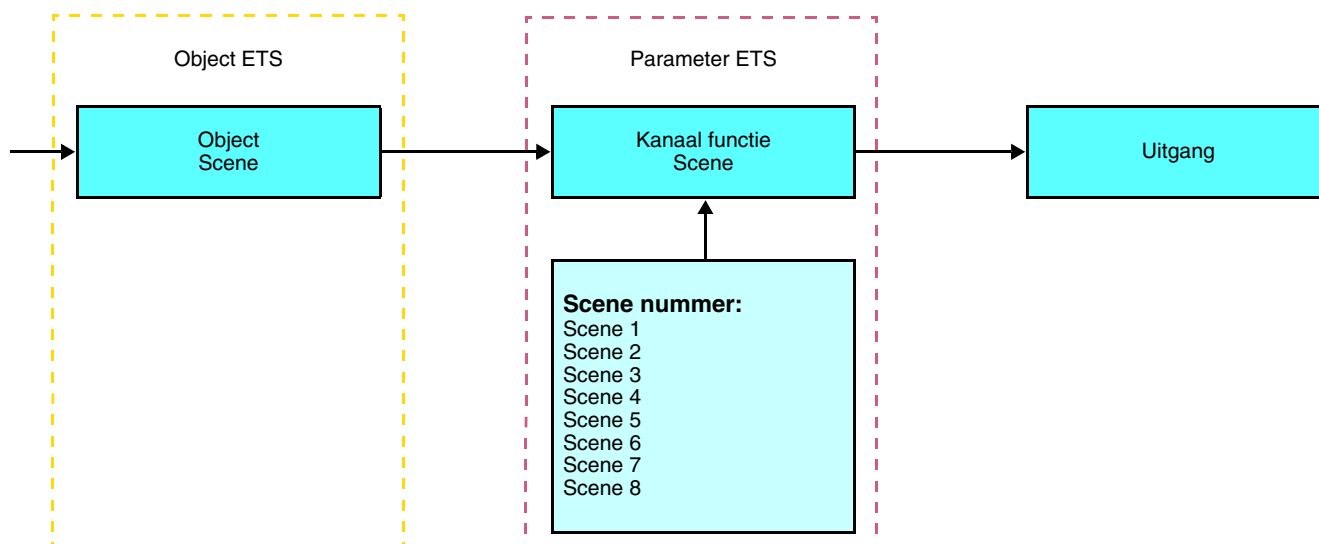 Object ETS
Parameter ETS
Object
Scene
Kanaal functie
Scene
Uitgang
Scene nummer:
Scene 1
Scene 2
Scene 3
Scene 4
Scene 5
Scene 6
Scene 7
Scene 8